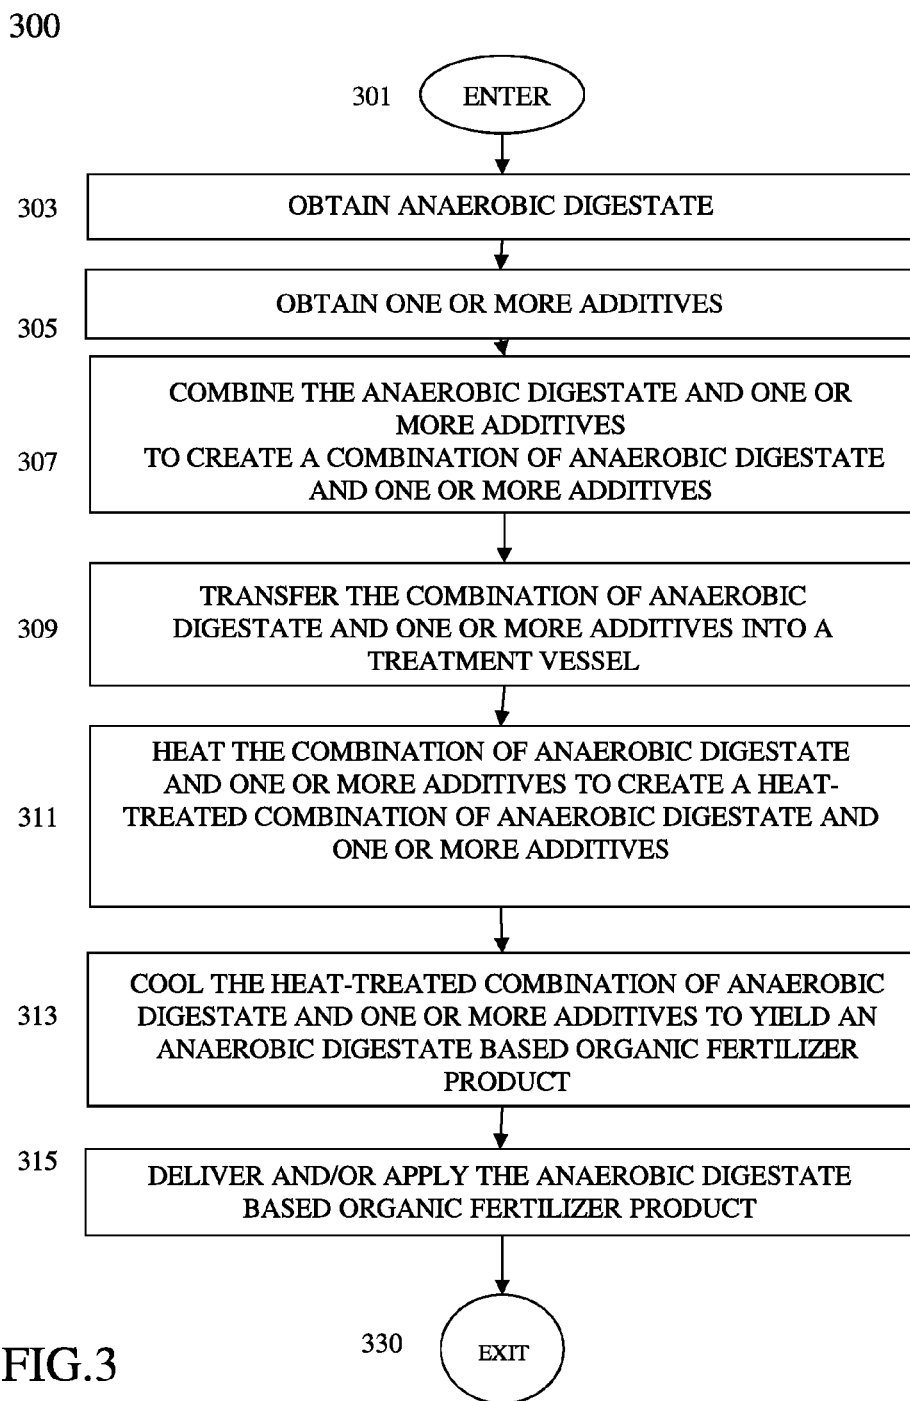 300
301
ENTER
303
OBTAIN ANAEROBIC DIGESTATE
305
OBTAIN ONE OR MORE ADDITIVES
307
COMBINE THE ANAEROBIC DIGESTATE AND ONE OR
MORE ADDITIVES
TO CREATE A COMBINATION OF ANAEROBIC DIGESTATE
AND ONE OR MORE ADDITIVES
309
TRANSFER THE COMBINATION OF ANAEROBIC
DIGESTATE AND ONE OR MORE ADDITIVES INTO A
TREATMENT VESSEL
311
HEAT THE COMBINATION OF ANAEROBIC DIGESTATE
AND ONE OR MORE ADDITIVES TO CREATE A HEAT-
TREATED COMBINATION OF ANAEROBIC DIGESTATE AND
ONE OR MORE ADDITIVES
313
COOL THE HEAT-TREATED COMBINATION OF ANAEROBIC
DIGESTATE AND ONE OR MORE ADDITIVES TO YIELD AN
ANAEROBIC DIGESTATE BASED ORGANIC FERTILIZER
PRODUCT
315
DELIVER AND/OR APPLY THE ANAEROBIC DIGESTATE
BASED ORGANIC FERTILIZER PRODUCT
330
EXIT
FIG.3